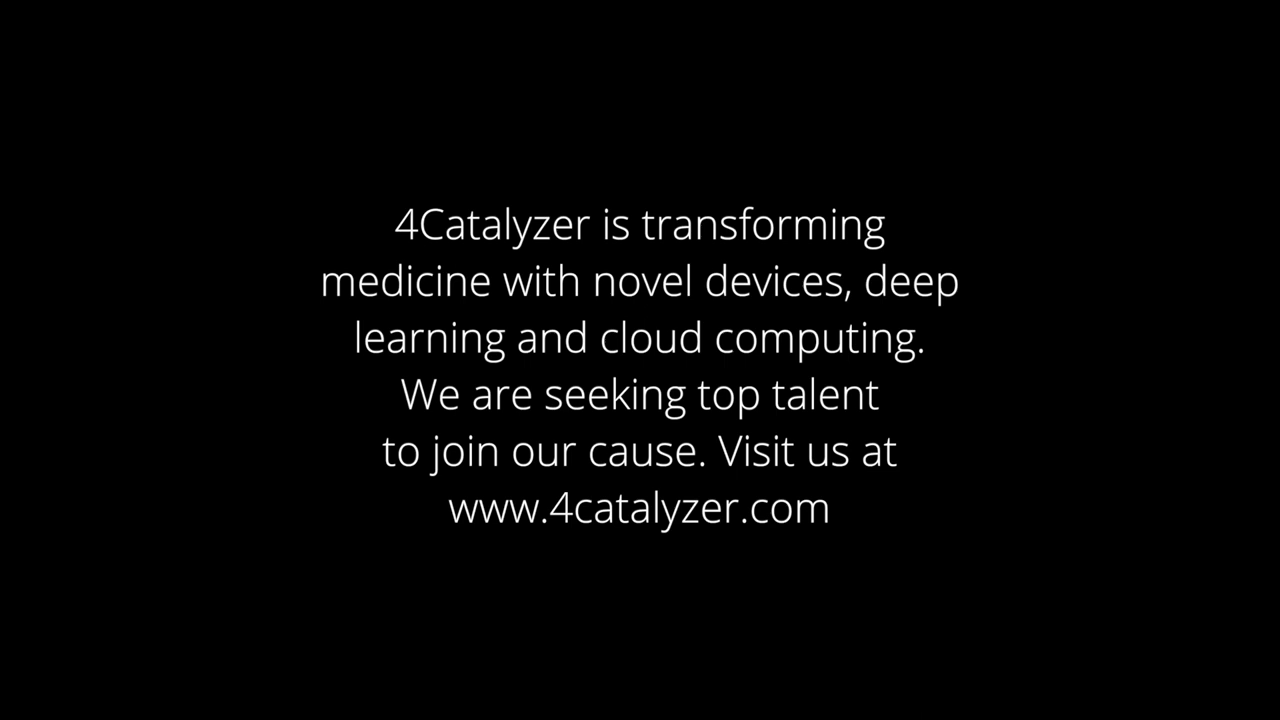 4Catalyzer is transforming
medicine with novel devices, deep
learning and cloud computing.
We are seeking top talent
to join our cause. Visit us at
www.4catalyzer.com